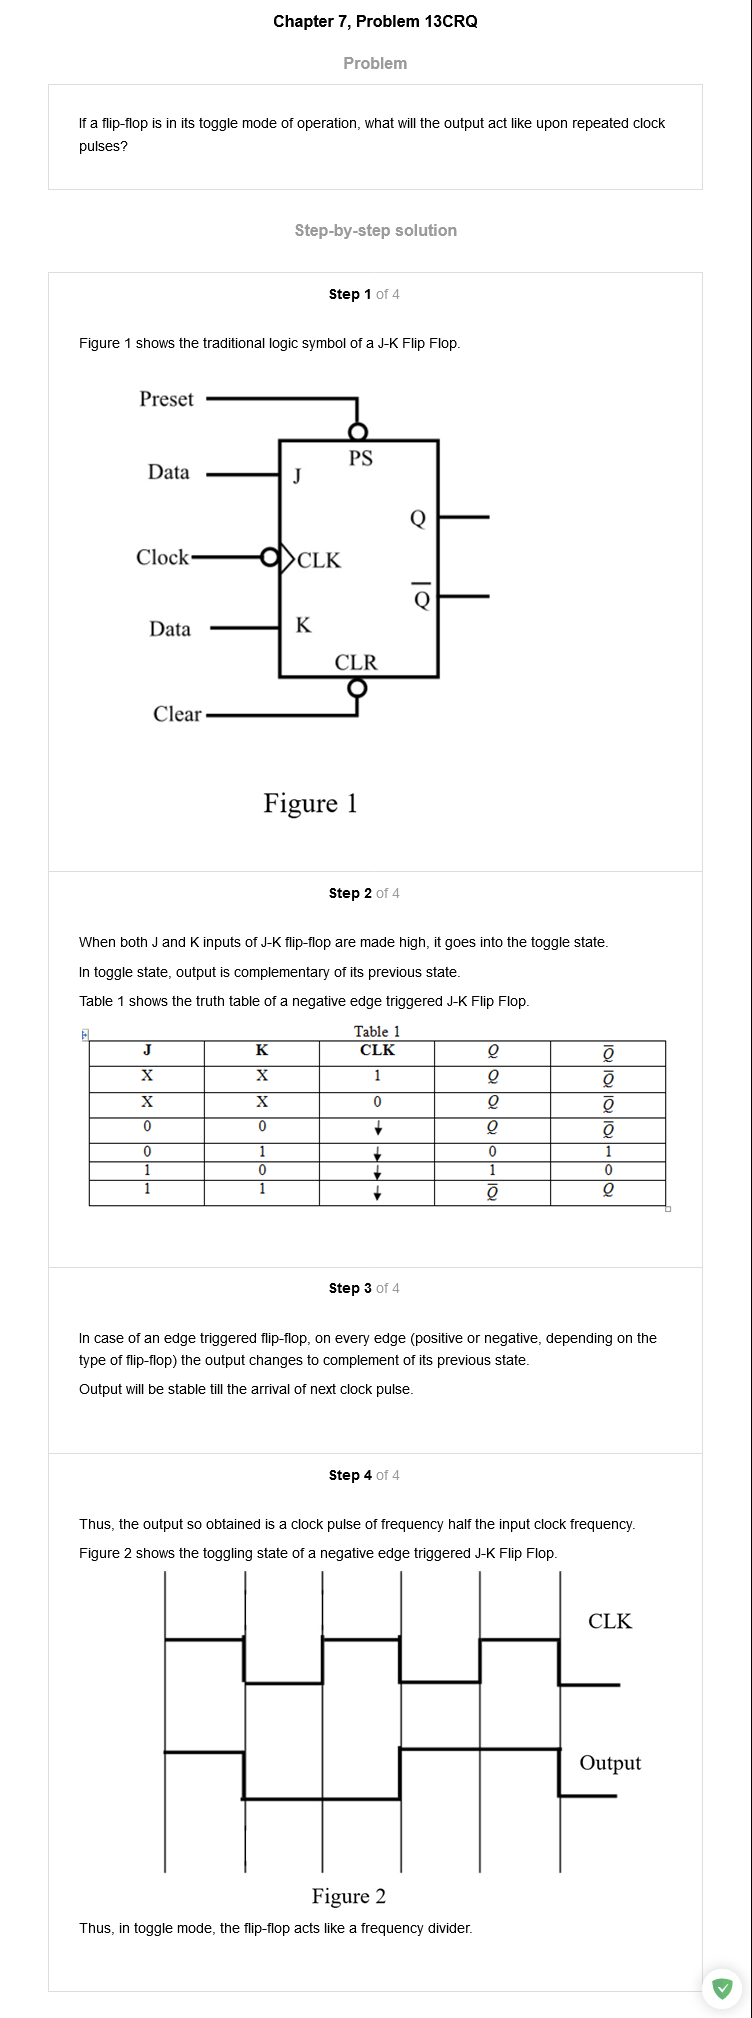 Chapter 7, Problem 13CRQ
Problem
If a flip-flop is in its toggle mode of operation, what will the output act like upon repeated clock
pulses?
Step-by-step solution
Step 1 of 4
Figure 1 shows the traditional logic symbol of a J-K Flip Flop.
Preset
PS
Data
J
Q
Clock
CLK
Q̅
Data
K
CLR
Clear
Figure 1
Step 2 of 4
When both J and K inputs of J-K flip-flop are made high, it goes into the toggle state.
In toggle state, output is complementary of its previous state.
Table 1 shows the truth table of a negative edge triggered J-K Flip Flop.
Table 1
J K CLK Q Q̅
X X 1 Q Q̅
X X 0 Q Q̅
0 0 ↓ Q Q̅
0 1 ↓ 0 1
1 0 ↓ 1 0
1 1 ↓ Q̅ Q
Step 3 of 4
In case of an edge triggered flip-flop, on every edge (positive or negative, depending on the
type of flip-flop) the output changes to complement of its previous state.
Output will be stable till the arrival of next clock pulse.
Step 4 of 4
Thus, the output so obtained is a clock pulse of frequency half the input clock frequency.
Figure 2 shows the toggling state of a negative edge triggered J-K Flip Flop.
CLK
Output
Figure 2
Thus, in toggle mode, the flip-flop acts like a frequency divider.